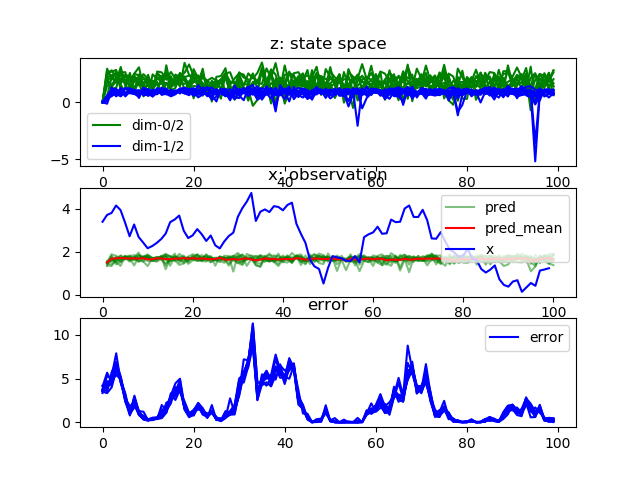 z: state space
0
−5
dim-0/2
dim-1/2
0 20 40 60 80 100
x: observation
4
2
0
pred
pred_mean
x
0 20 40 60 80 100
error
10
5
0
error
0 20 40 60 80 100